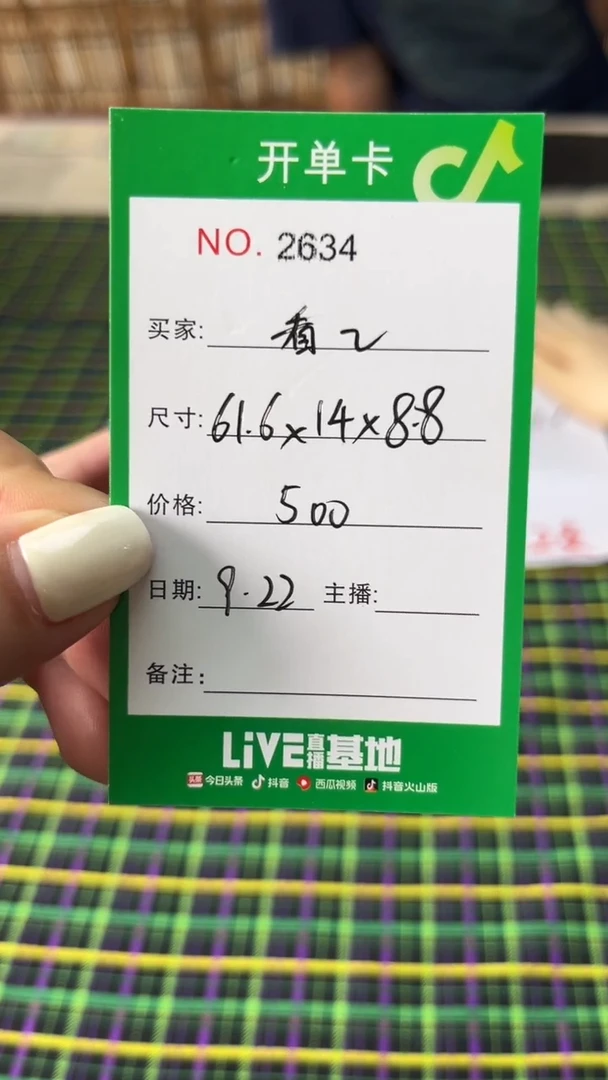 开单卡
NO. 2634
买家:
尺寸: 61.6x14x8.8
价格: 500
日期: 9.22 主播:
备注:
LiVE直播基地
头条 今日头条 抖音 西瓜视频 抖音火山版